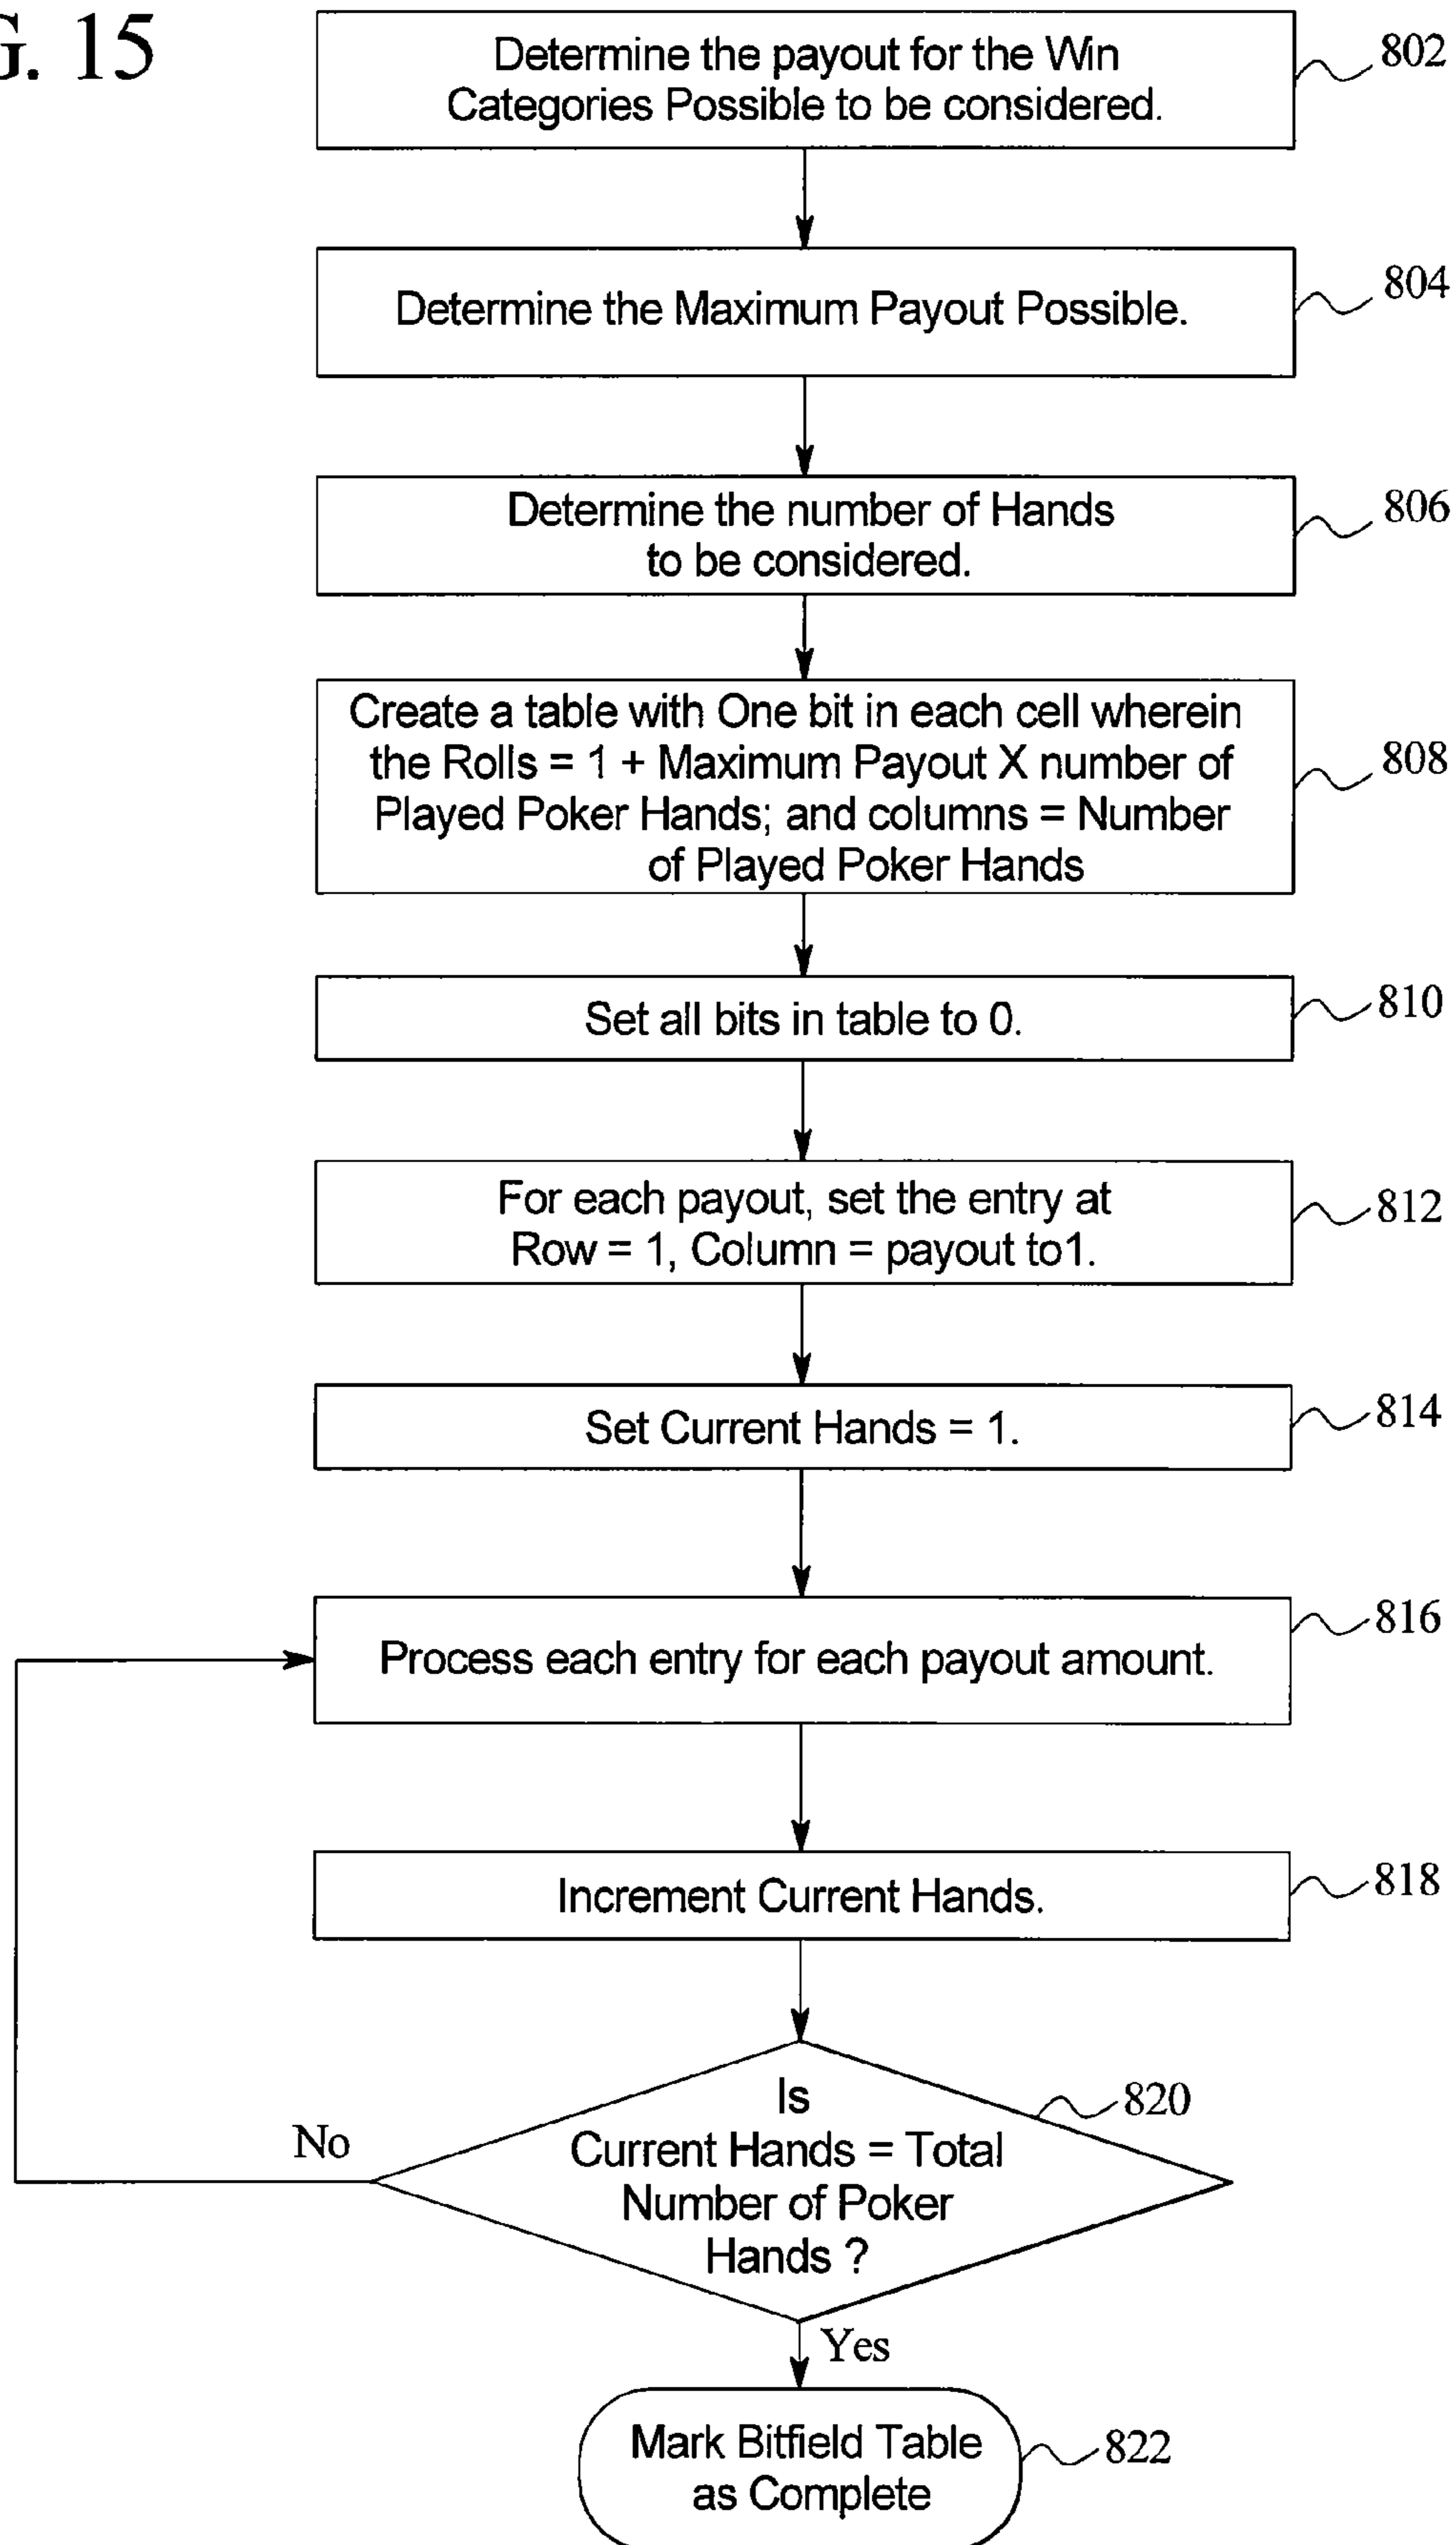 G. 15
Determine the payout for the Win
Categories Possible to be considered.
802
Determine the Maximum Payout Possible.
804
Determine the number of Hands
to be considered.
806
Create a table with One bit in each cell wherein
the Rolls = 1 + Maximum Payout X number of
Played Poker Hands; and columns = Number
of Played Poker Hands
808
Set all bits in table to 0.
810
For each payout, set the entry at
Row = 1, Column = payout to1.
812
Set Current Hands = 1.
814
Process each entry for each payout amount.
816
Increment Current Hands.
818
Is
Current Hands = Total
Number of Poker
Hands ?
820
No
Yes
Mark Bitfield Table
as Complete
822